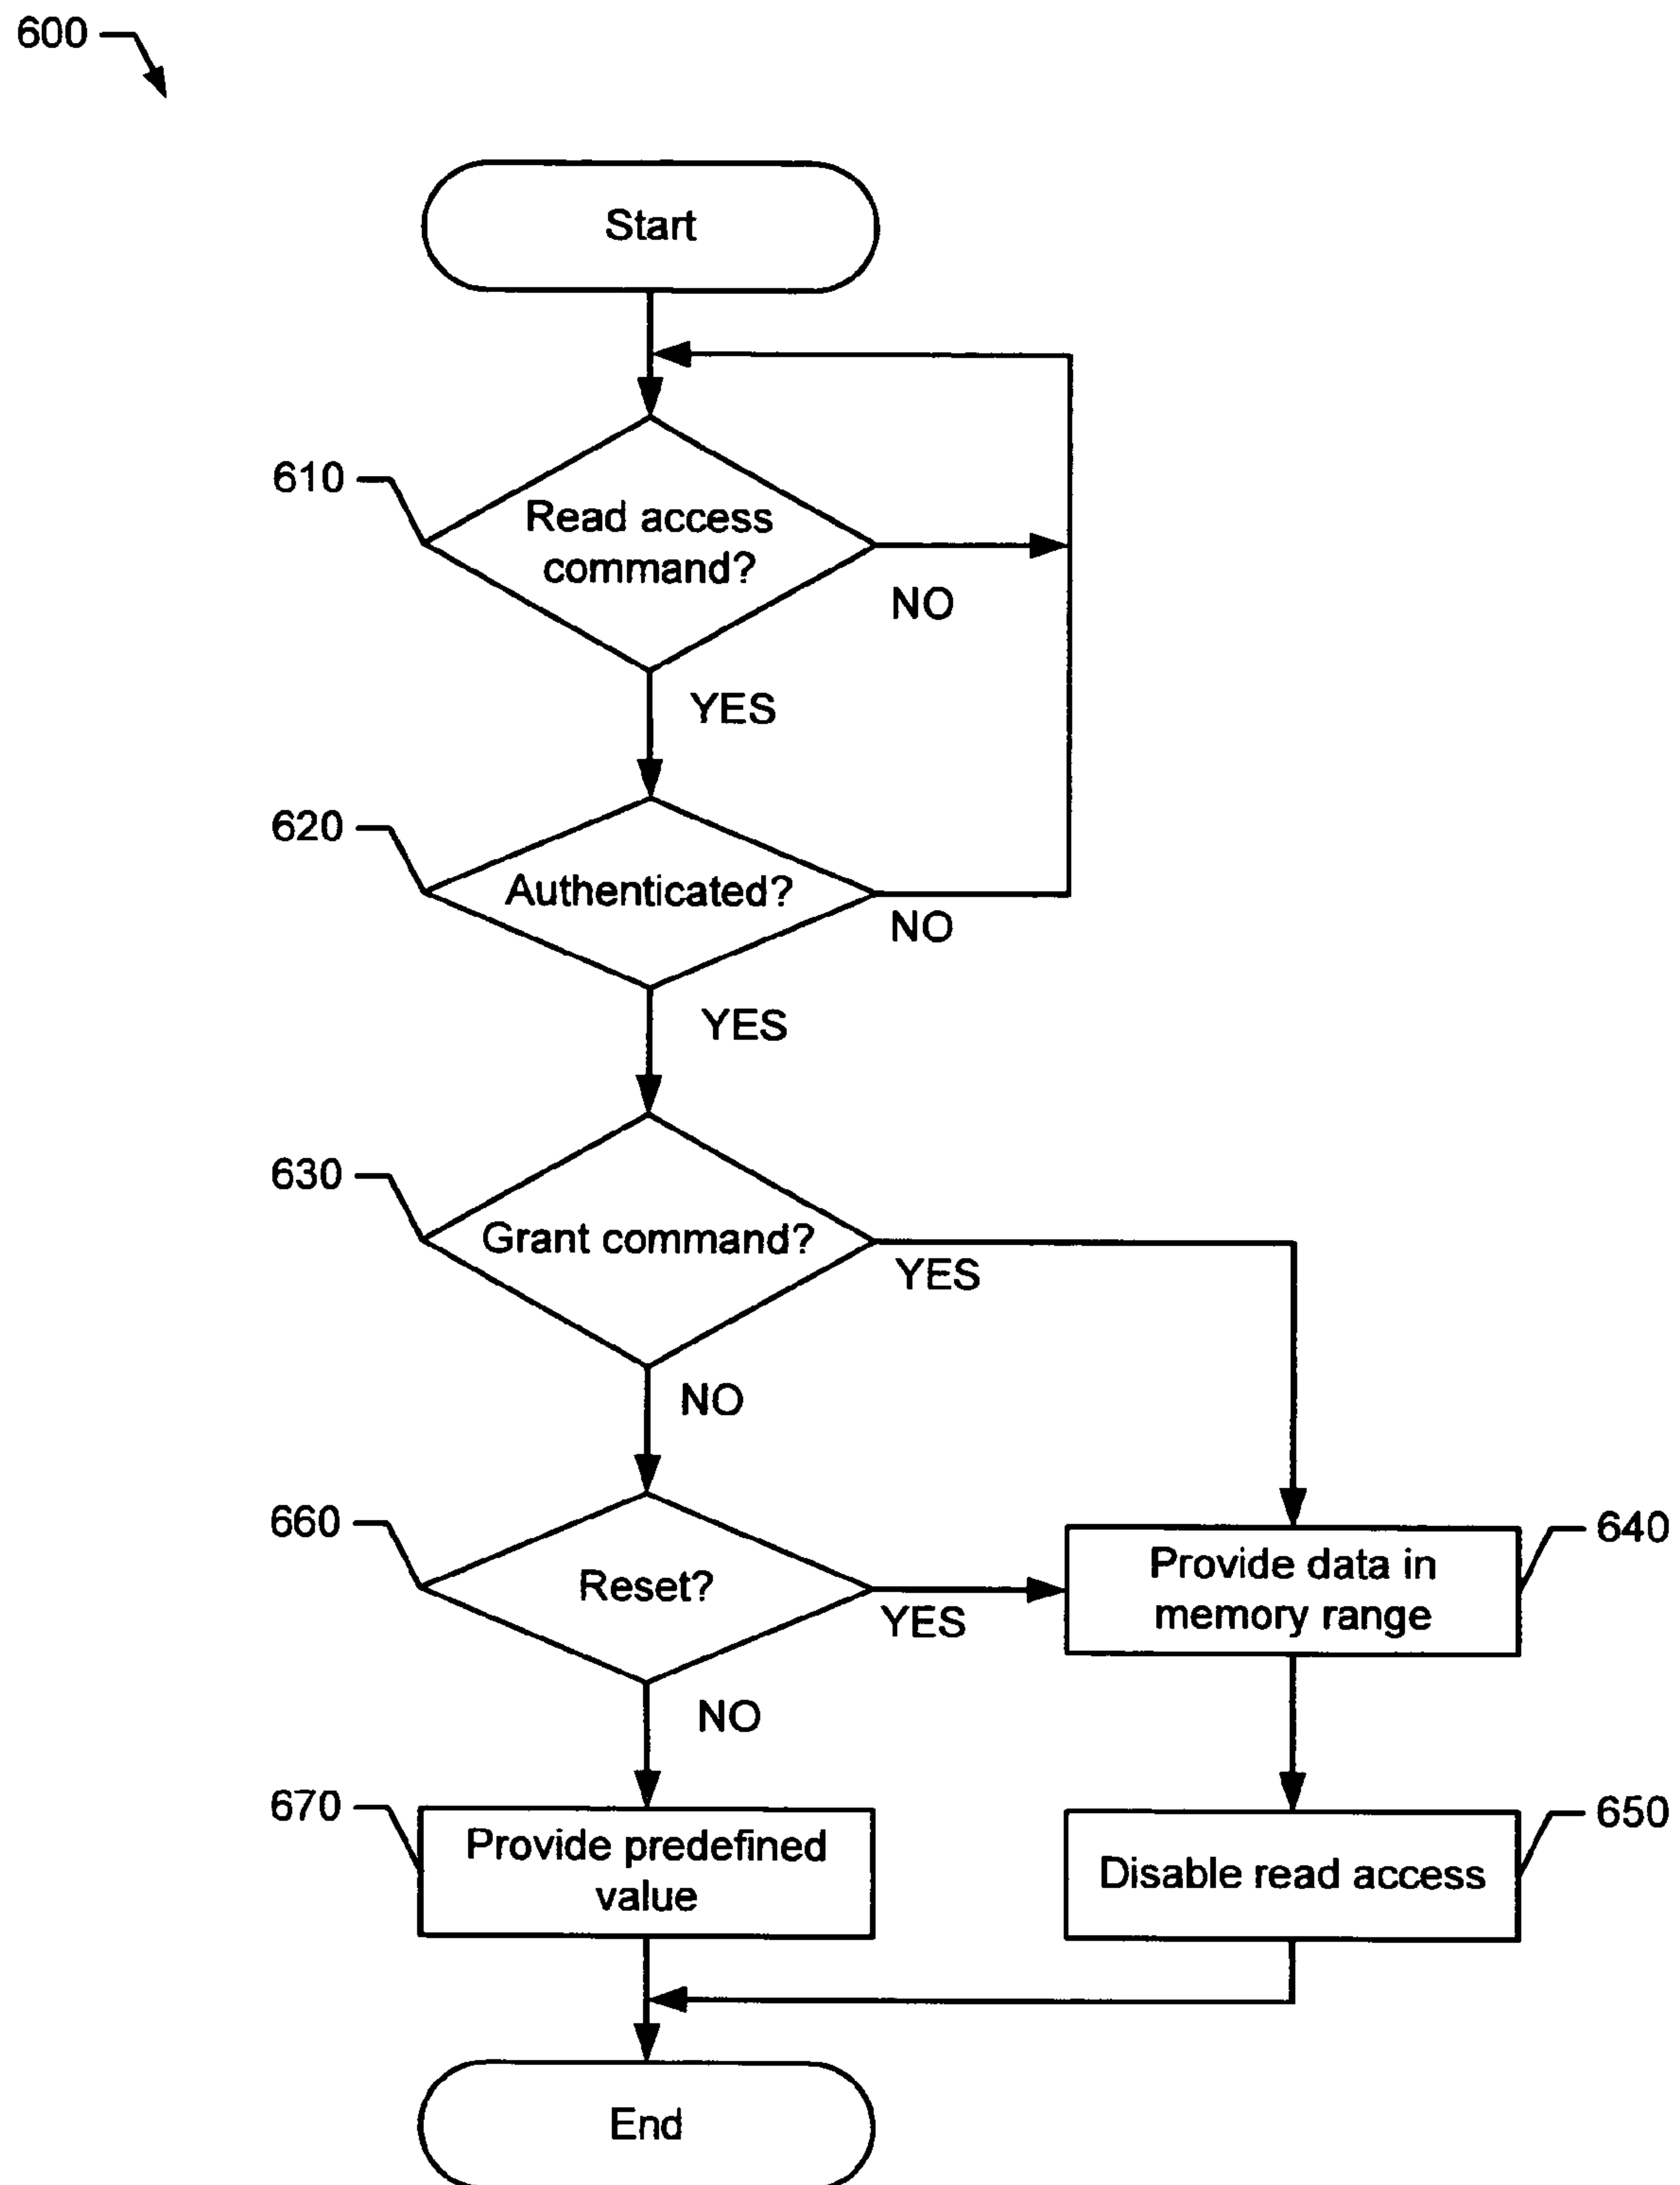 600
Start
610
Read access
command?
NO
YES
620
Authenticated?
NO
YES
630
Grant command?
YES
NO
660
Reset?
YES
640
Provide data in
memory range
NO
670
Provide predefined
value
650
Disable read access
End